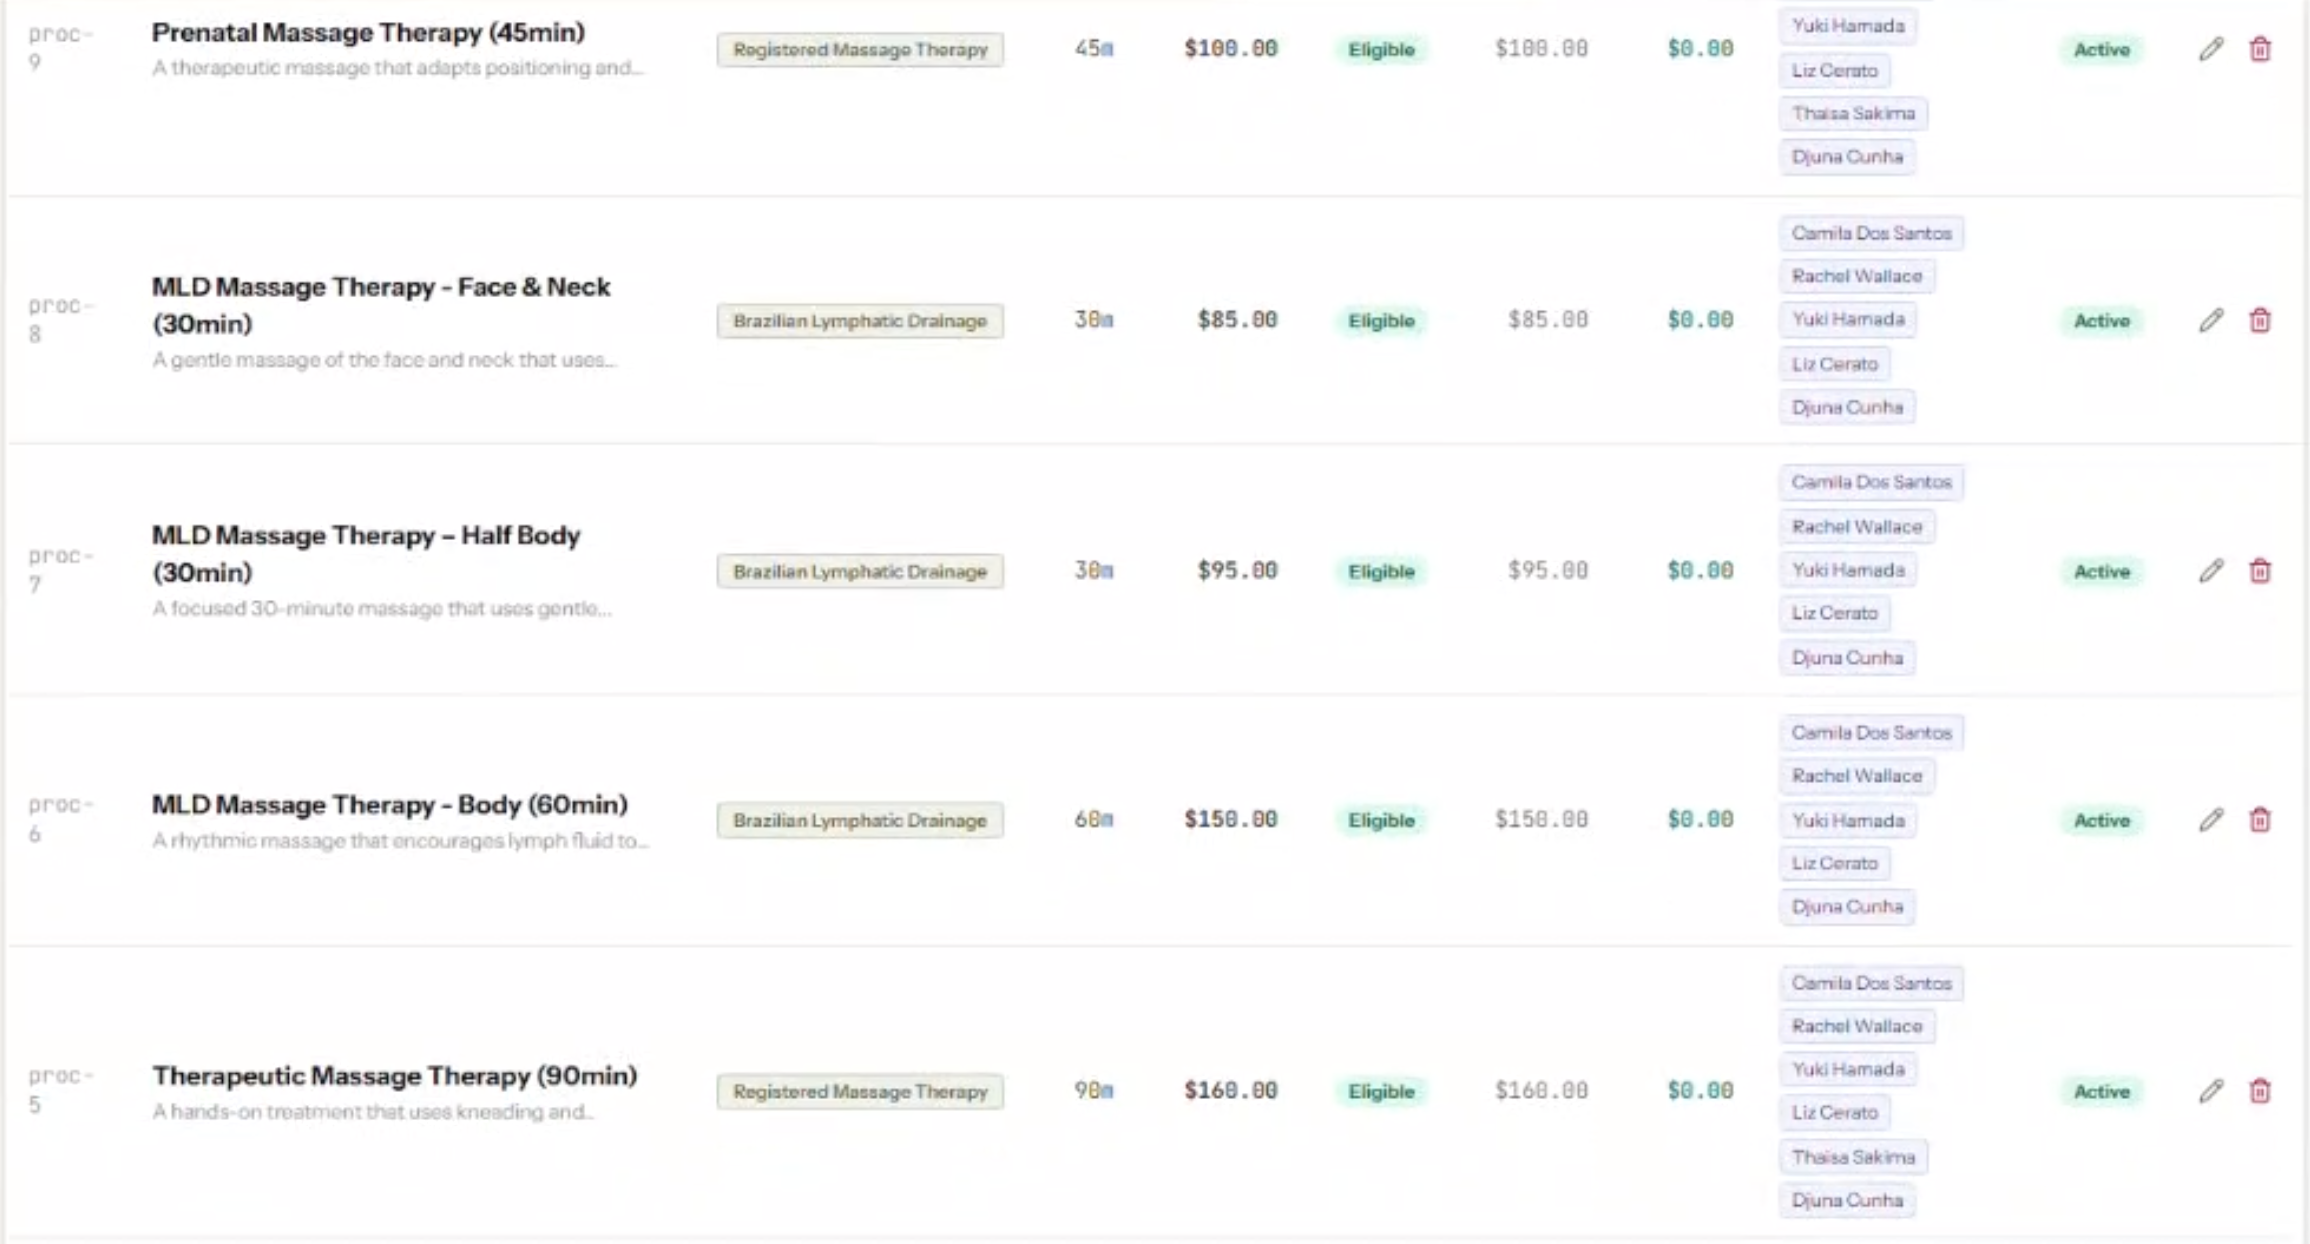 proc-
9
Prenatal Massage Therapy (45min)
A therapeutic massage that adapts positioning and...
Registered Massage Therapy
45m
$100.00
Eligible
$100.00
$0.00
Yuki Hamada
Liz Cerato
Thaisa Sakima
Djuna Cunha
Active
proc-
8
MLD Massage Therapy - Face & Neck
(30min)
A gentle massage of the face and neck that uses...
Brazilian Lymphatic Drainage
30m
$85.00
Eligible
$85.00
$0.00
Camila Dos Santos
Rachel Wallace
Yuki Hamada
Liz Cerato
Djuna Cunha
Active
proc-
7
MLD Massage Therapy – Half Body
(30min)
A focused 30-minute massage that uses gentle...
Brazilian Lymphatic Drainage
30m
$95.00
Eligible
$95.00
$0.00
Camila Dos Santos
Rachel Wallace
Yuki Hamada
Liz Cerato
Djuna Cunha
Active
proc-
6
MLD Massage Therapy - Body (60min)
A rhythmic massage that encourages lymph fluid to...
Brazilian Lymphatic Drainage
60m
$150.00
Eligible
$150.00
$0.00
Camila Dos Santos
Rachel Wallace
Yuki Hamada
Liz Cerato
Djuna Cunha
Active
proc-
5
Therapeutic Massage Therapy (90min)
A hands-on treatment that uses kneading and...
Registered Massage Therapy
90m
$160.00
Eligible
$160.00
$0.00
Camila Dos Santos
Rachel Wallace
Yuki Hamada
Liz Cerato
Thaisa Sakima
Djuna Cunha
Active